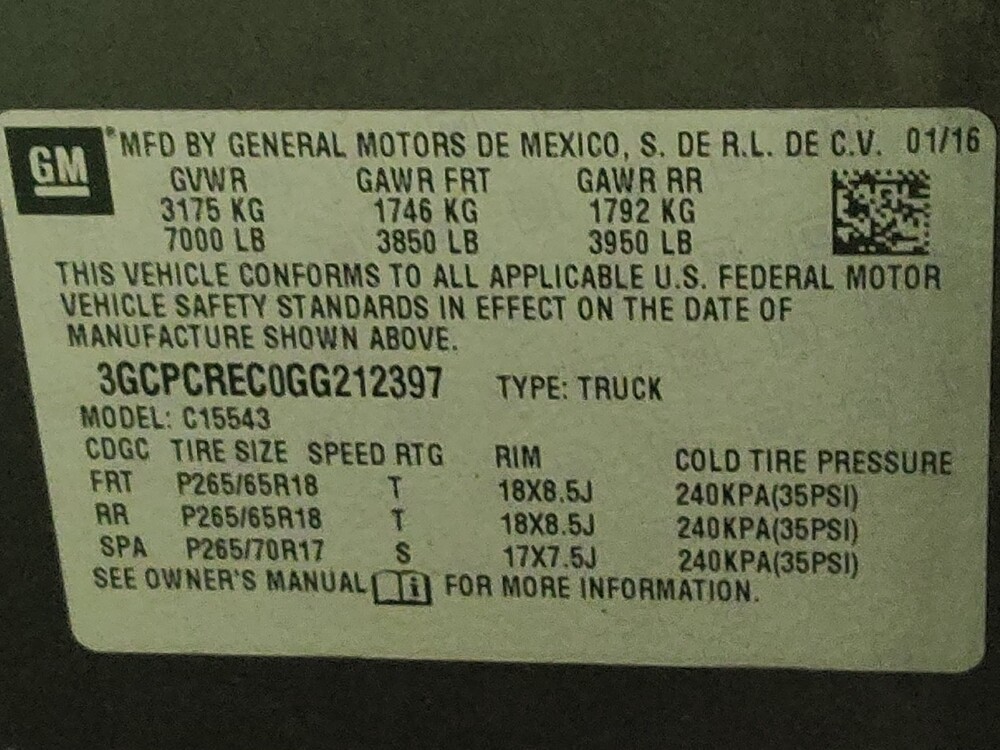 GM
®MFD BY GENERAL MOTORS DE MEXICO, S. DE R.L. DE C.V. 01/16
GVWR GAWR FRT GAWR RR
3175 KG 1746 KG 1792 KG
7000 LB 3850 LB 3950 LB
THIS VEHICLE CONFORMS TO ALL APPLICABLE U.S. FEDERAL MOTOR
VEHICLE SAFETY STANDARDS IN EFFECT ON THE DATE OF
MANUFACTURE SHOWN ABOVE.
3GCPCREC0GG212397 TYPE: TRUCK
MODEL: C15543
CDGC TIRE SIZE SPEED RTG RIM COLD TIRE PRESSURE
FRT P265/65R18 T 18X8.5J 240KPA(35PSI)
RR P265/65R18 T 18X8.5J 240KPA(35PSI)
SPA P265/70R17 S 17X7.5J 240KPA(35PSI)
SEE OWNER'S MANUAL i FOR MORE INFORMATION.